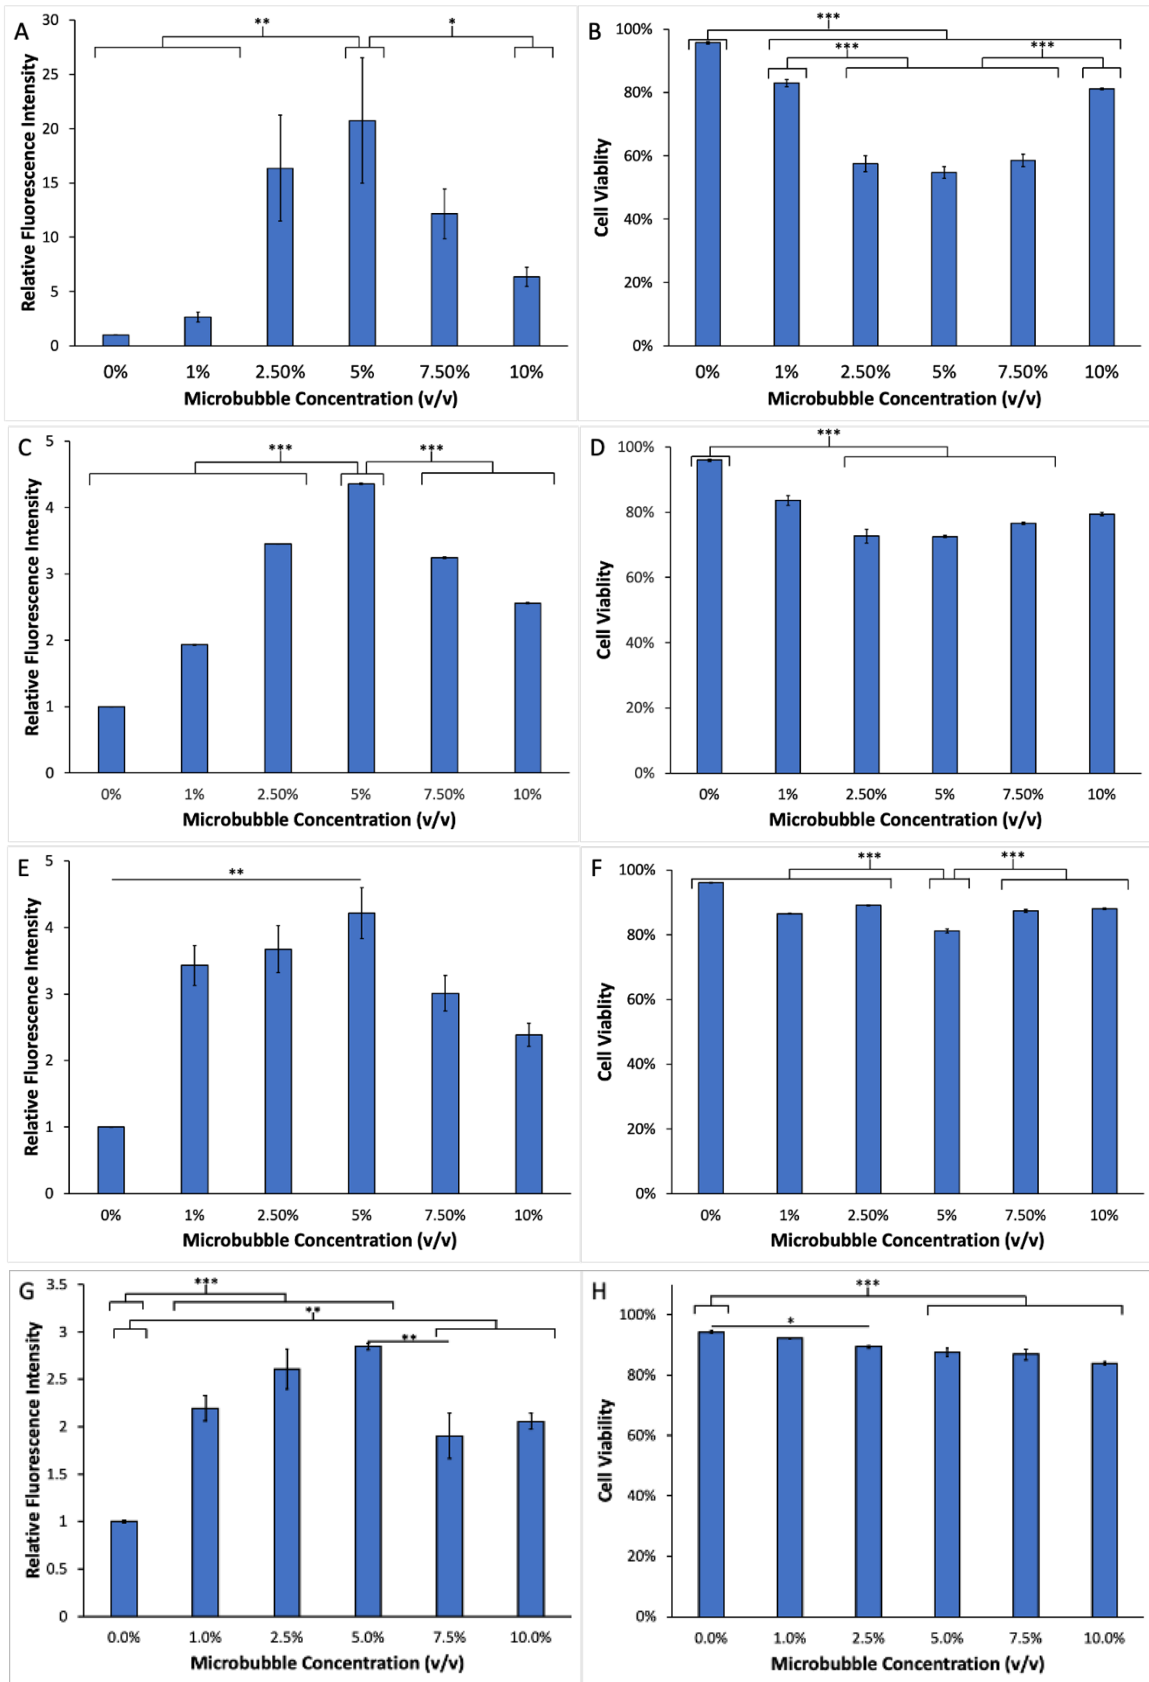 A
30
25
20
15
10
5
0
Relative Fluorescence Intensity
**
*
0% 1% 2.50% 5% 7.50% 10%
Microbubble Concentration (v/v)
B
100%
80%
60%
40%
20%
0%
Cell Viablity
***
*** ***
0% 1% 2.50% 5% 7.50% 10%
Microbubble Concentration (v/v)
C
5
4
3
2
1
0
Relative Fluorescence Intensity
*** ***
0% 1% 2.50% 5% 7.50% 10%
Microbubble Concentration (v/v)
D
100%
80%
60%
40%
20%
0%
Cell Viablity
***
0% 1% 2.50% 5% 7.50% 10%
Microbubble Concentration (v/v)
E
5
4
3
2
1
0
Relative Fluorescence Intensity
**
0% 1% 2.50% 5% 7.50% 10%
Microbubble Concentration (v/v)
F
100%
80%
60%
40%
20%
0%
Cell Viablity
*** ***
0% 1% 2.50% 5% 7.50% 10%
Microbubble Concentration (v/v)
G
3.5
3
2.5
2
1.5
1
0.5
0
Relative Fluorescence Intensity
***
**
**
0.0% 1.0% 2.5% 5.0% 7.5% 10.0%
Microbubble Concentration (v/v)
H
100%
80%
60%
40%
20%
0%
Cell Viability
***
*
0.0% 1.0% 2.5% 5.0% 7.5% 10.0%
Microbubble Concentration (v/v)